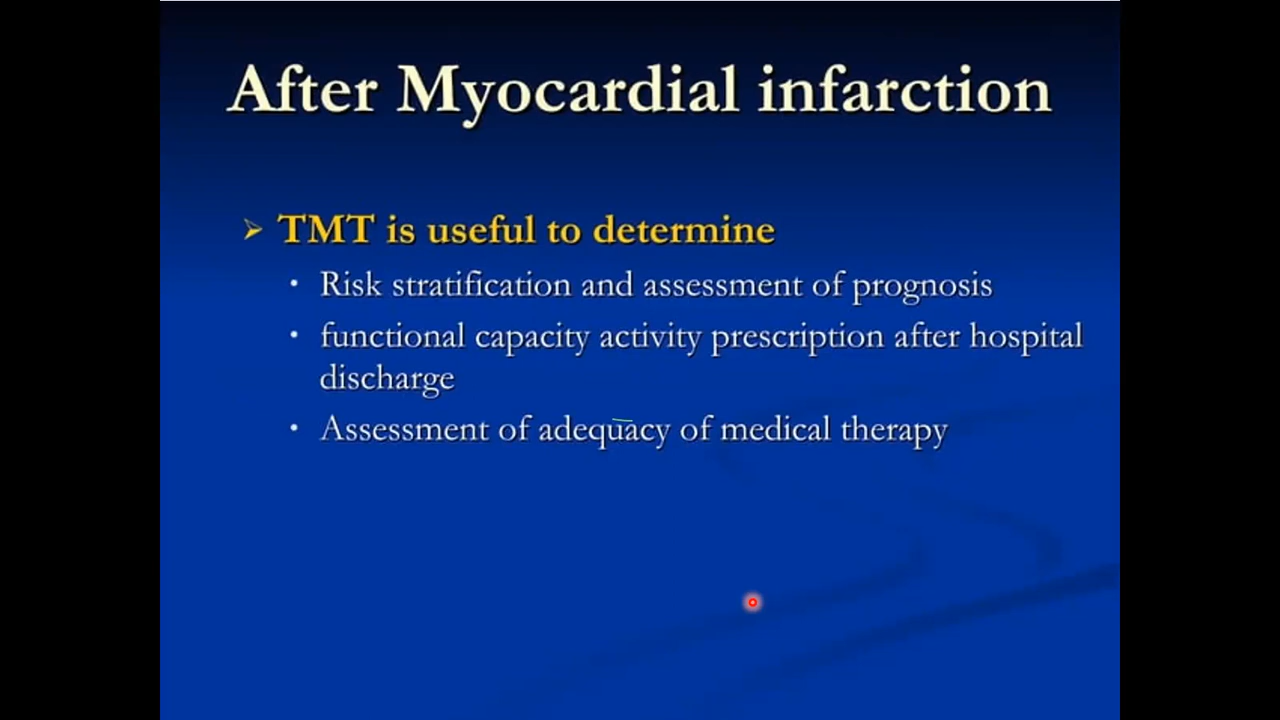 After Myocardial infarction
TMT is useful to determine
Risk stratification and assessment of prognosis
functional capacity activity prescription after hospital
discharge
Assessment of adequacy of medical therapy